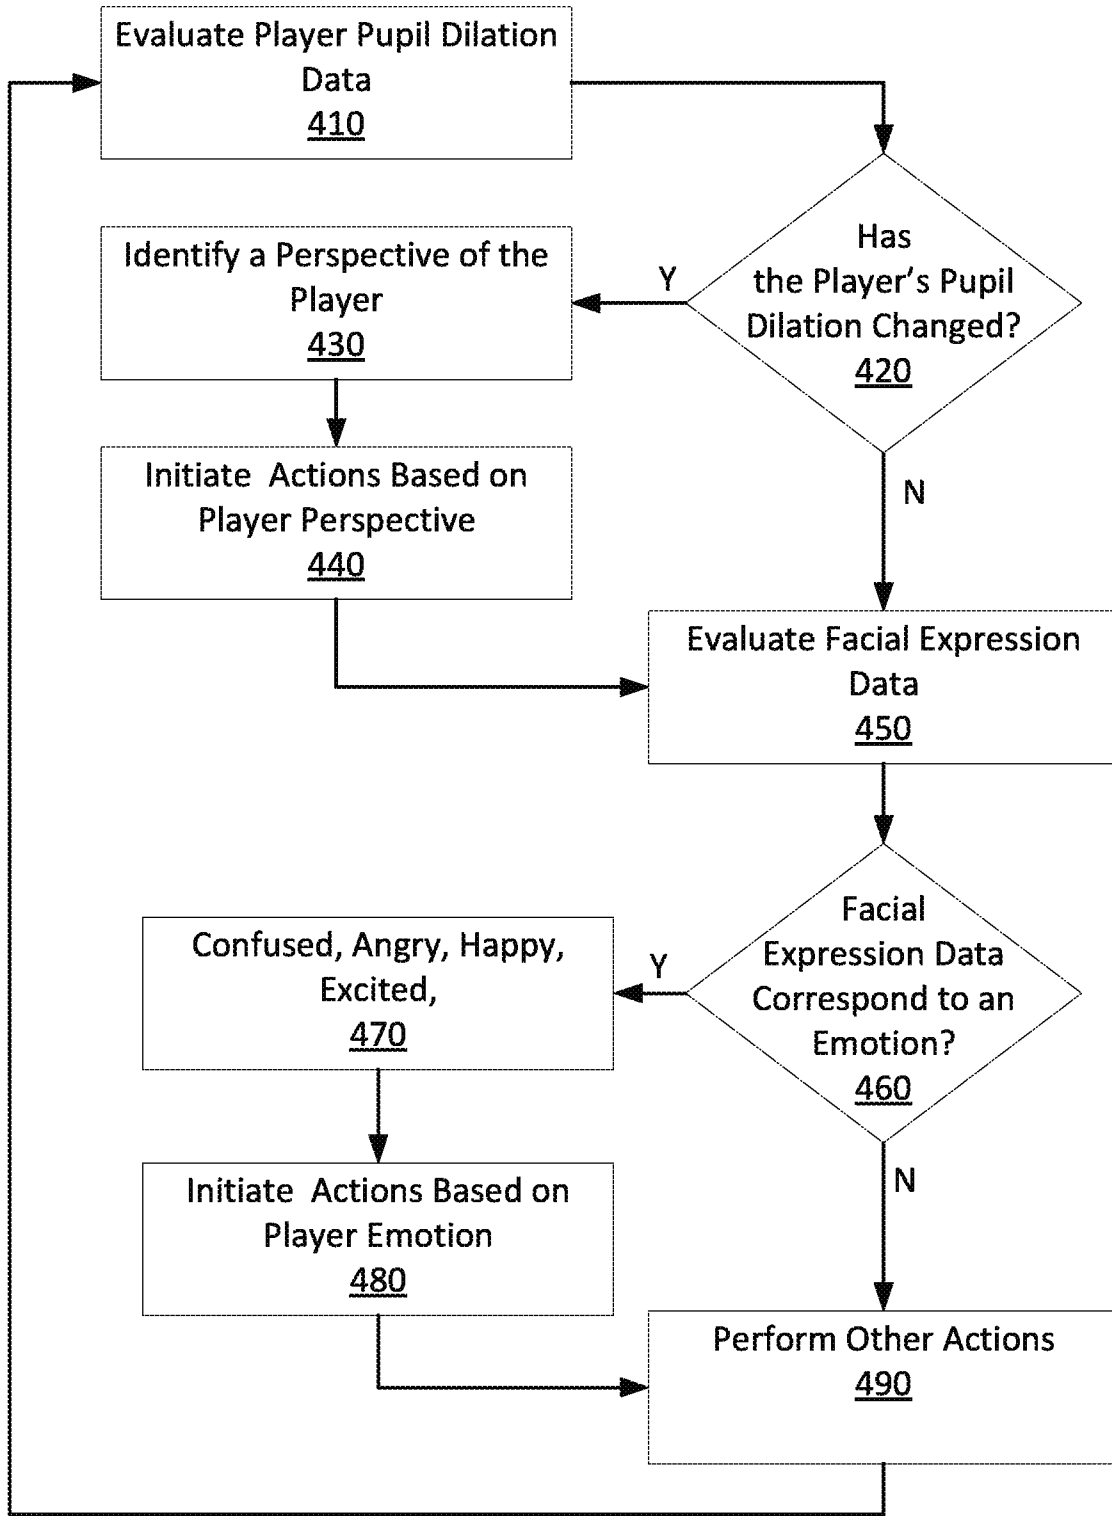 Evaluate Player Pupil Dilation
Data
410
Has
the Player's Pupil
Dilation Changed?
420
Y
N
Identify a Perspective of the
Player
430
Initiate Actions Based on
Player Perspective
440
Evaluate Facial Expression
Data
450
Facial
Expression Data
Correspond to an
Emotion?
460
Y
N
Confused, Angry, Happy,
Excited,
470
Initiate Actions Based on
Player Emotion
480
Perform Other Actions
490